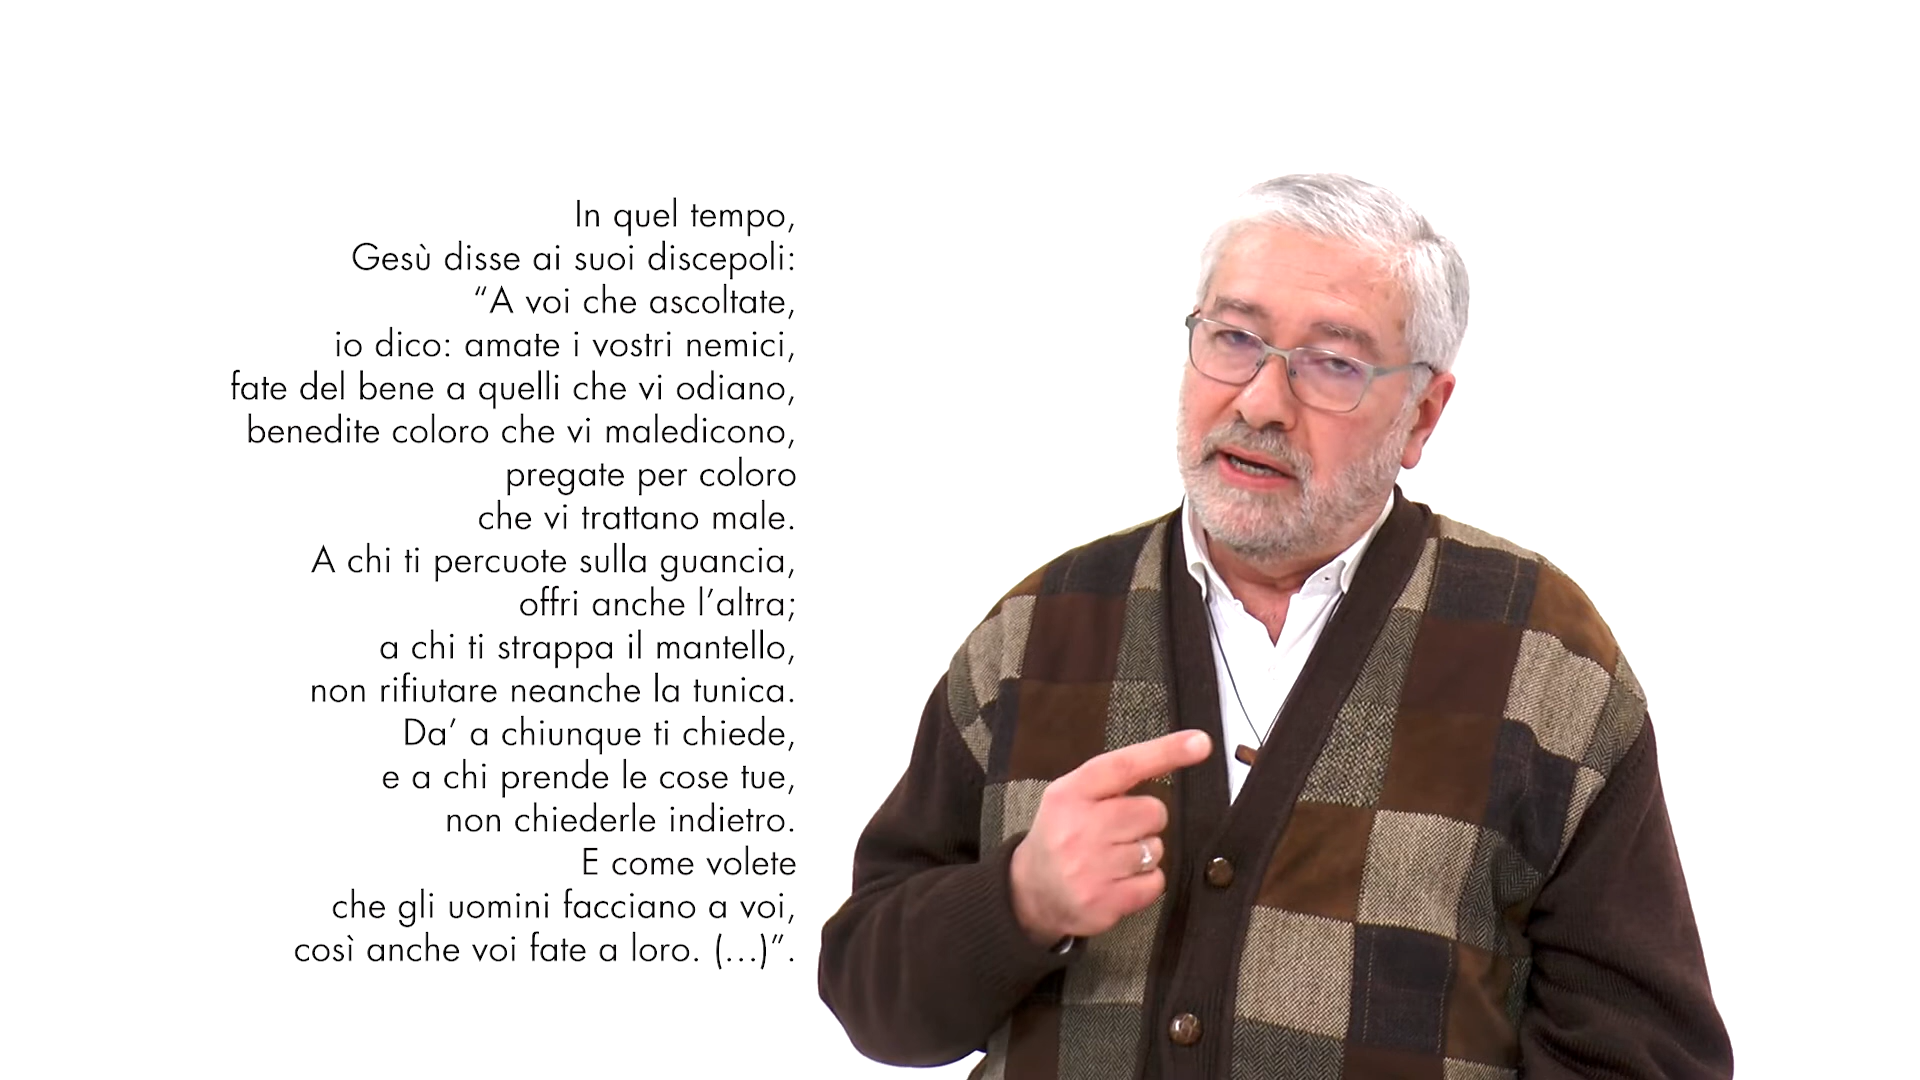 In quel tempo,
Gesù disse ai suoi discepoli:
“A voi che ascoltate,
io dico: amate i vostri nemici,
fate del bene a quelli che vi odiano,
benedite coloro che vi maledicono,
pregate per coloro
che vi trattano male.
A chi ti percuote sulla guancia,
offri anche l’altra;
a chi ti strappa il mantello,
non rifiutare neanche la tunica.
Da’ a chiunque ti chiede,
e a chi prende le cose tue,
non chiederle indietro.
E come volete
che gli uomini facciano a voi,
così anche voi fate a loro. (...)”.